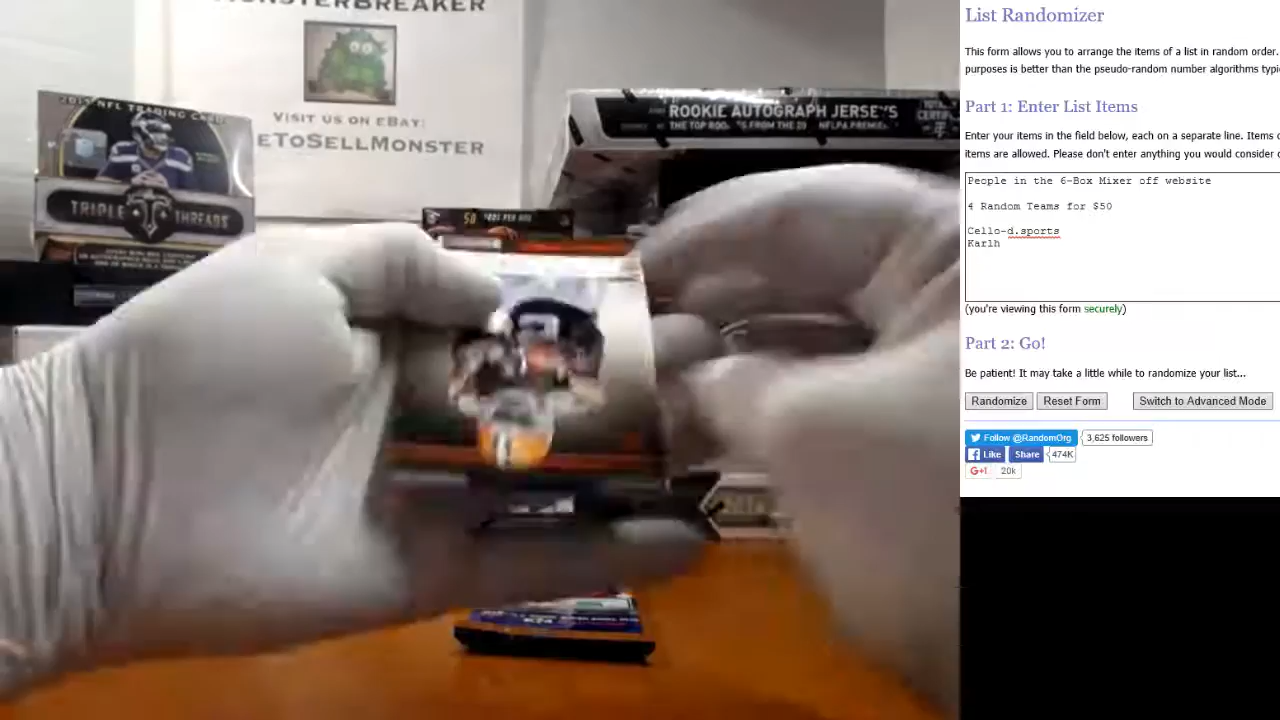 MONSTERBREAKER
VISIT US ON EBAY:
ETOSELLMONSTER
2015 NFL TRADING CARDS
TRIPLE THREADS
ROOKIE AUTOGRAPH JERSEYS
List Randomizer
This form allows you to arrange the items of a list in random order.
purposes is better than the pseudo-random number algorithms typi
Part 1: Enter List Items
Enter your items in the field below, each on a separate line. Items
items are allowed. Please don't enter anything you would consider
People in the 6-Box Mixer off website
4 Random Teams for $50
Cello-d.sports
Karlh
(you're viewing this form securely)
Part 2: Go!
Be patient! It may take a little while to randomize your list...
Randomize Reset Form Switch to Advanced Mode
Follow @RandomOrg 3,625 followers
Like Share 474K
G+1 20k